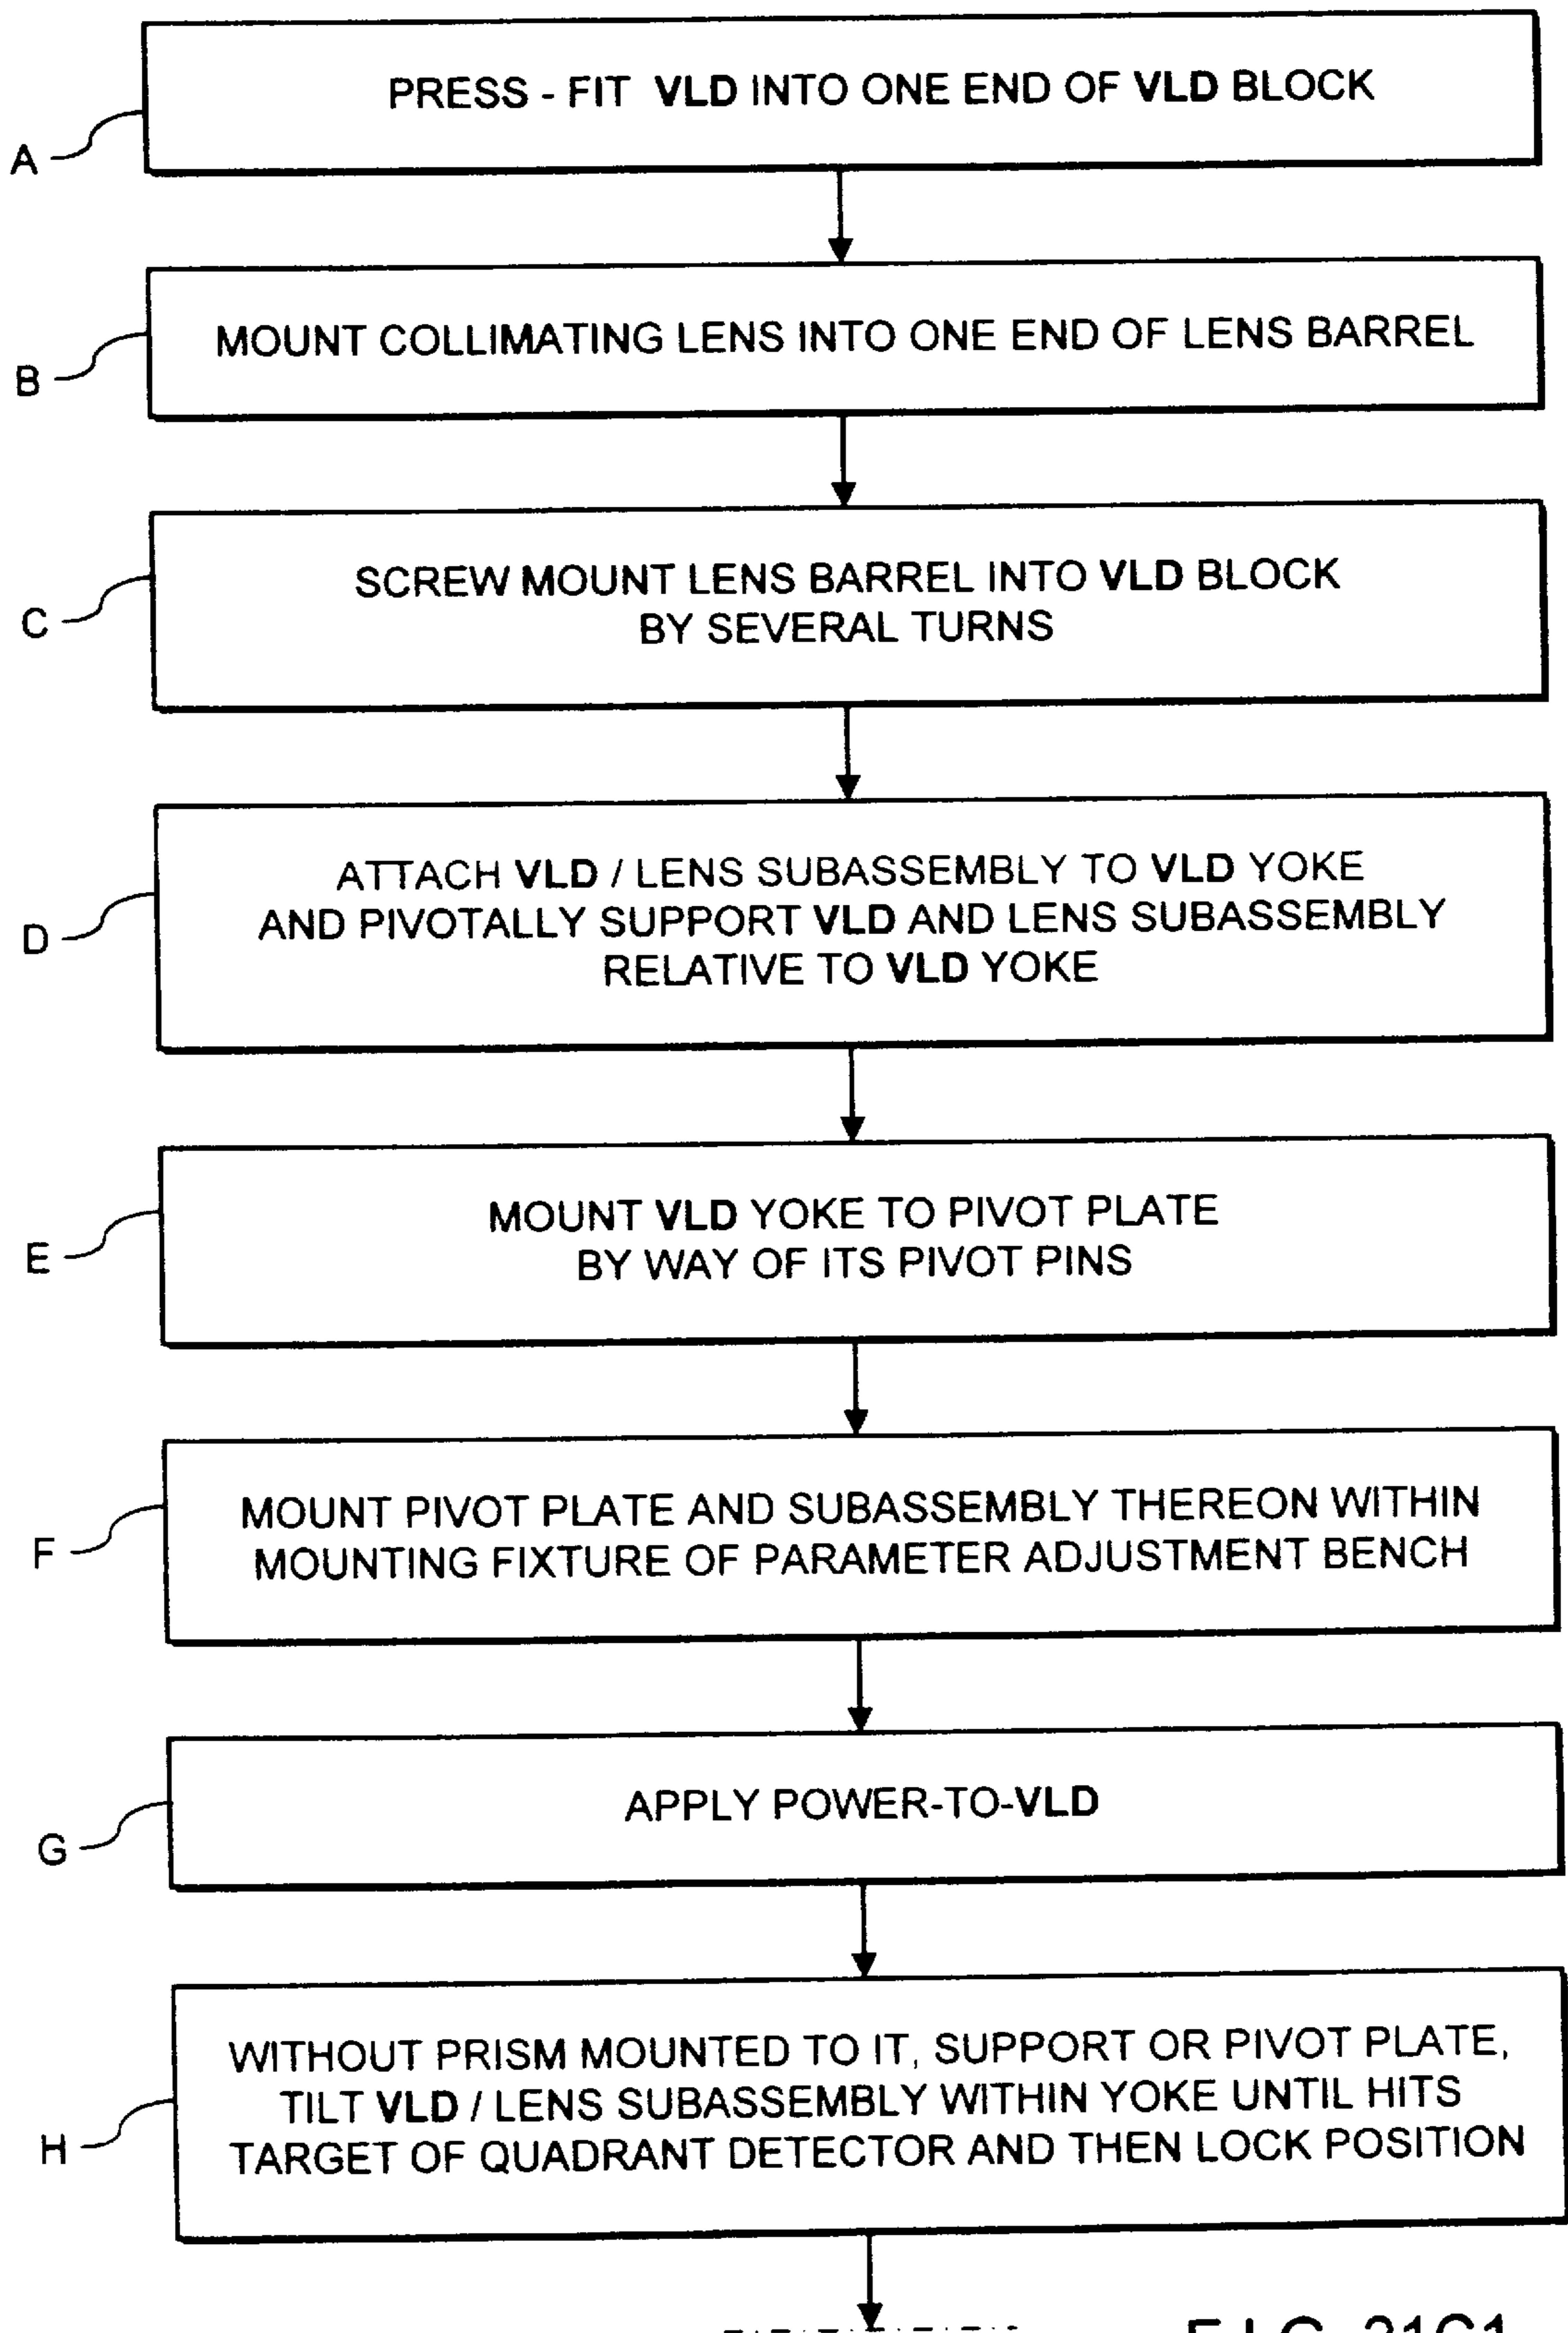 PRESS - FIT VLD INTO ONE END OF VLD BLOCK
A
MOUNT COLLIMATING LENS INTO ONE END OF LENS BARREL
B
SCREW MOUNT LENS BARREL INTO VLD BLOCK
BY SEVERAL TURNS
C
ATTACH VLD / LENS SUBASSEMBLY TO VLD YOKE
AND PIVOTALLY SUPPORT VLD AND LENS SUBASSEMBLY
RELATIVE TO VLD YOKE
D
MOUNT VLD YOKE TO PIVOT PLATE
BY WAY OF ITS PIVOT PINS
E
MOUNT PIVOT PLATE AND SUBASSEMBLY THEREON WITHIN
MOUNTING FIXTURE OF PARAMETER ADJUSTMENT BENCH
F
APPLY POWER-TO-VLD
G
WITHOUT PRISM MOUNTED TO IT, SUPPORT OR PIVOT PLATE,
TILT VLD / LENS SUBASSEMBLY WITHIN YOKE UNTIL HITS
TARGET OF QUADRANT DETECTOR AND THEN LOCK POSITION
H